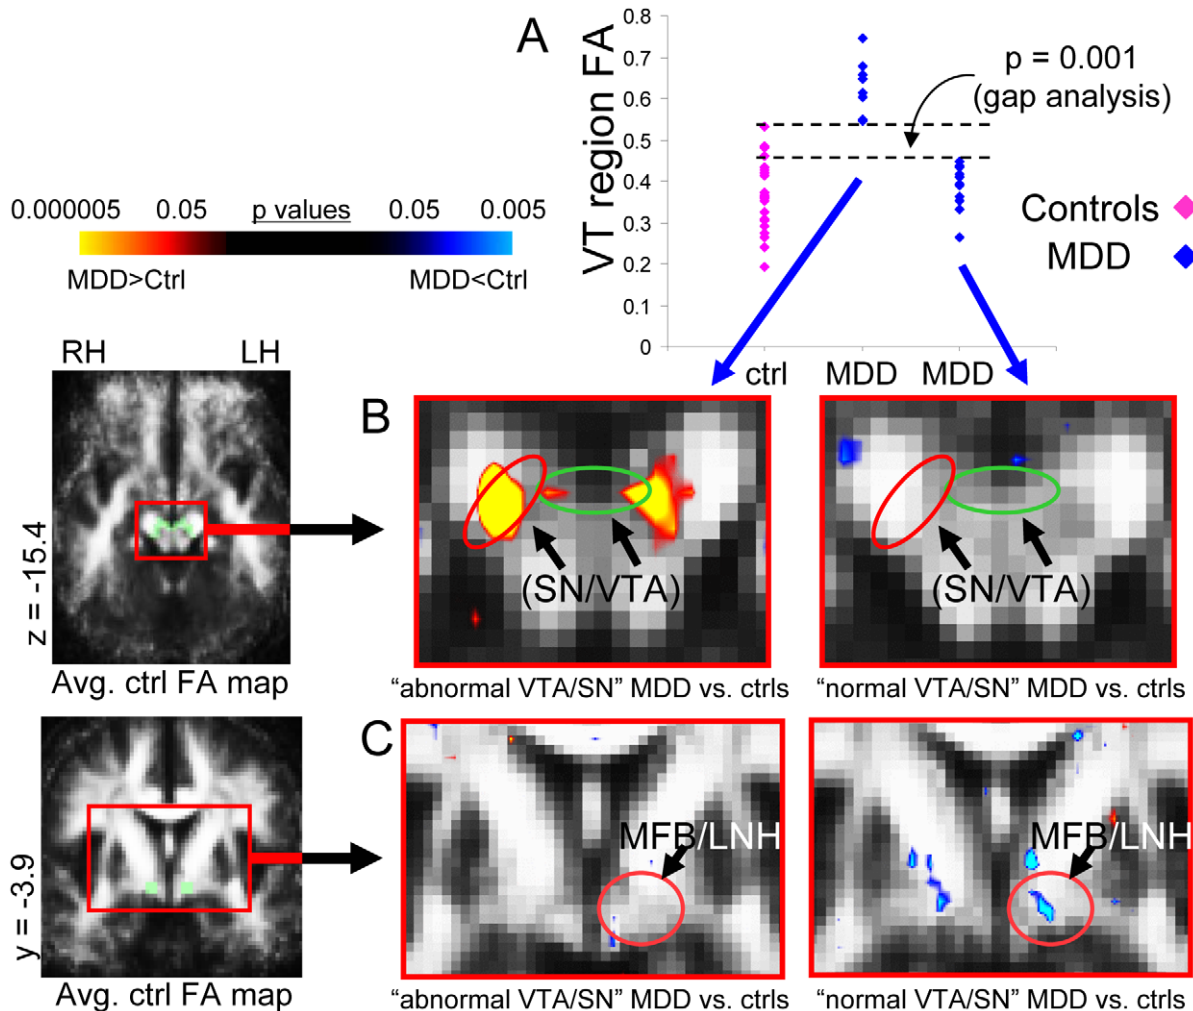 A
VT region FA
0.8
0.7
0.6
0.5
0.4
0.3
0.2
0.1
0
p = 0.001
(gap analysis)
Controls
MDD
ctrl MDD MDD
0.000005 0.05 p values 0.05 0.005
MDD>Ctrl MDD<Ctrl
RH LH
z = -15.4
Avg. ctrl FA map
B
(SN/VTA)
(SN/VTA)
“abnormal VTA/SN” MDD vs. ctrls
“normal VTA/SN” MDD vs. ctrls
y = -3.9
Avg. ctrl FA map
C
MFB/LNH
MFB/LNH
“abnormal VTA/SN” MDD vs. ctrls
“normal VTA/SN” MDD vs. ctrls